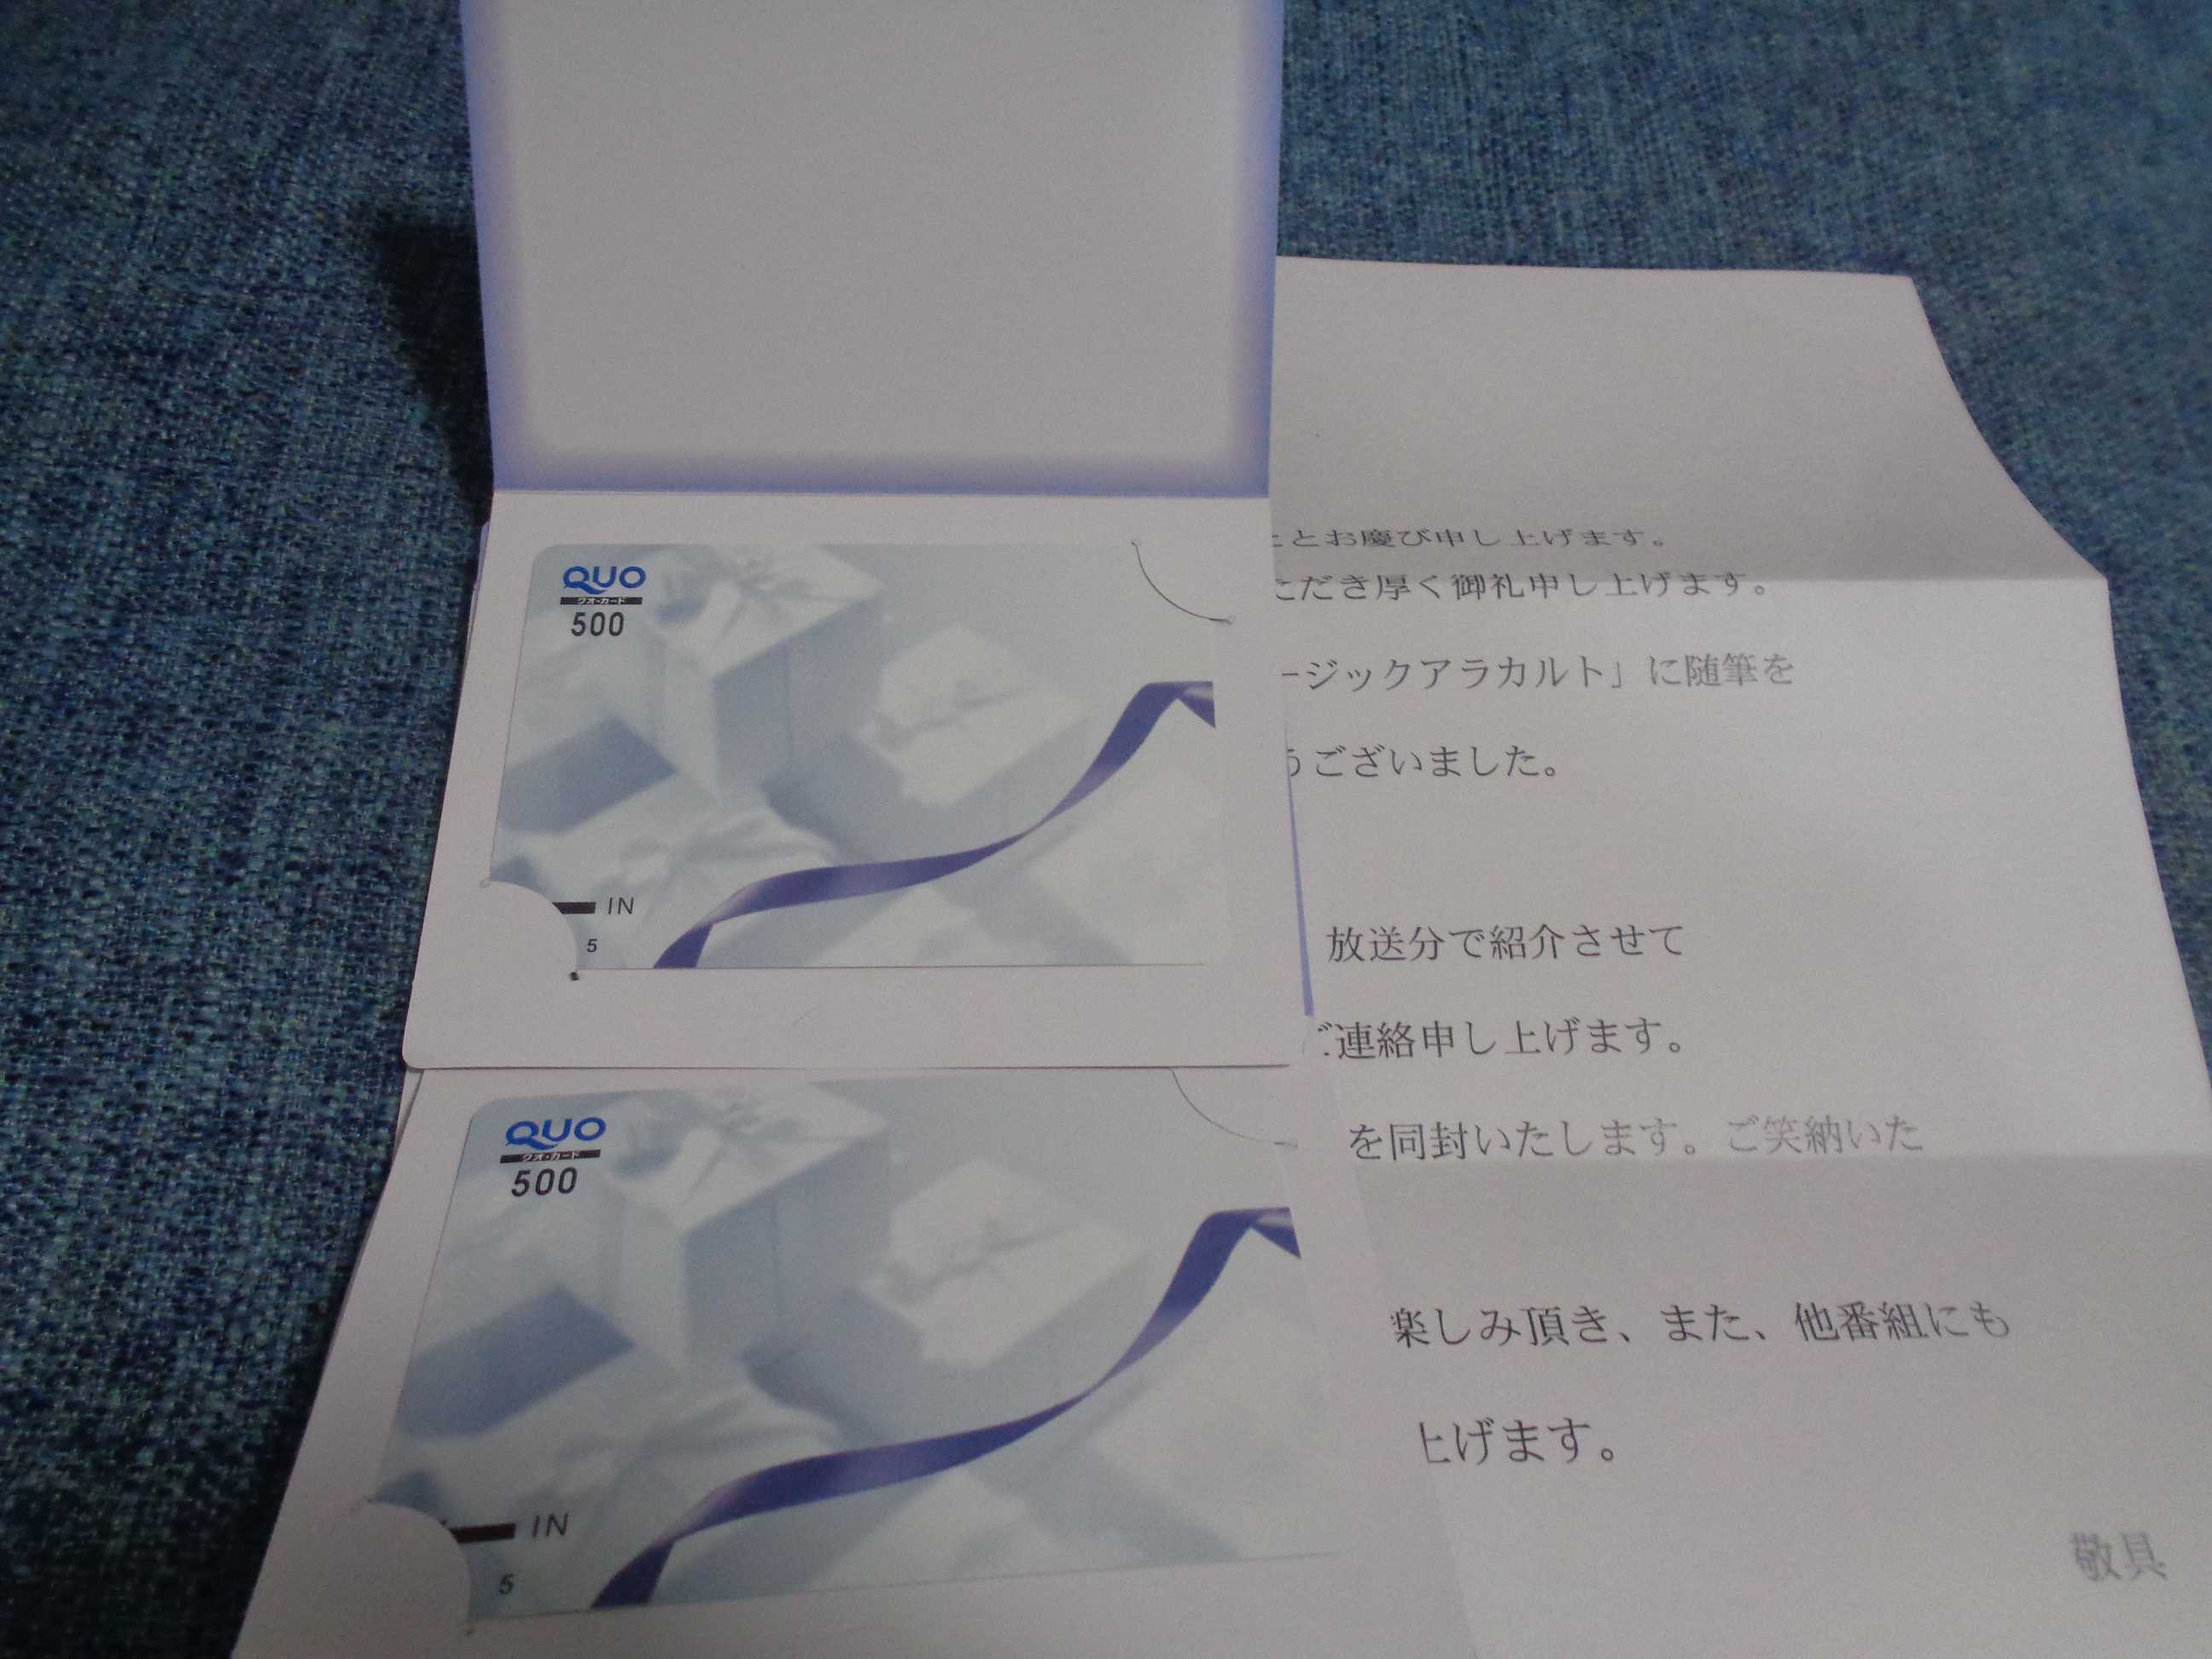 QUO
クオ・カード
500
IN
5
QUO
クオ・カード
500
IN
5
とお慶び申し上げます。
ただき厚く御礼申し上げます。
ージックアラカルト」に随筆を
うございました。
放送分で紹介させて
ご連絡申し上げます。
を同封いたします。ご笑納いた
楽しみ頂き、また、他番組にも
上げます。
敬具